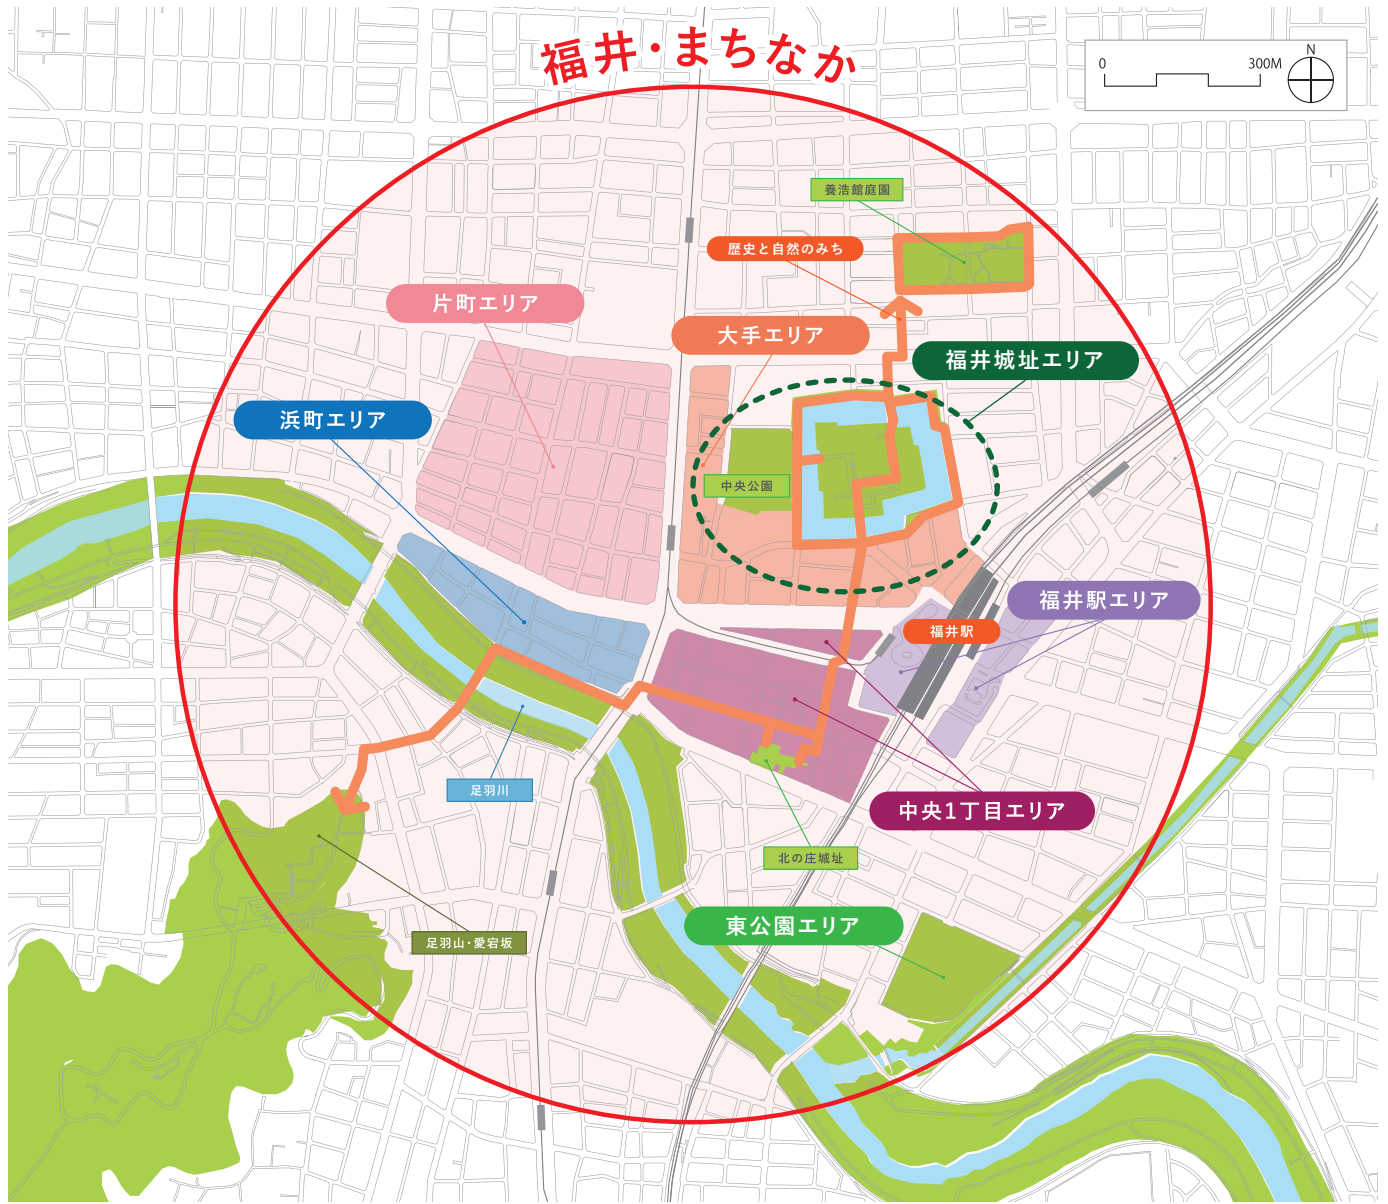 福井・まちなか
N
0 300M
養浩館庭園
歴史と自然のみち
片町エリア
大手エリア
福井城址エリア
浜町エリア
中央公園
福井駅エリア
福井駅
足羽川
中央1丁目エリア
北の庄城址
東公園エリア
足羽山・愛宕坂